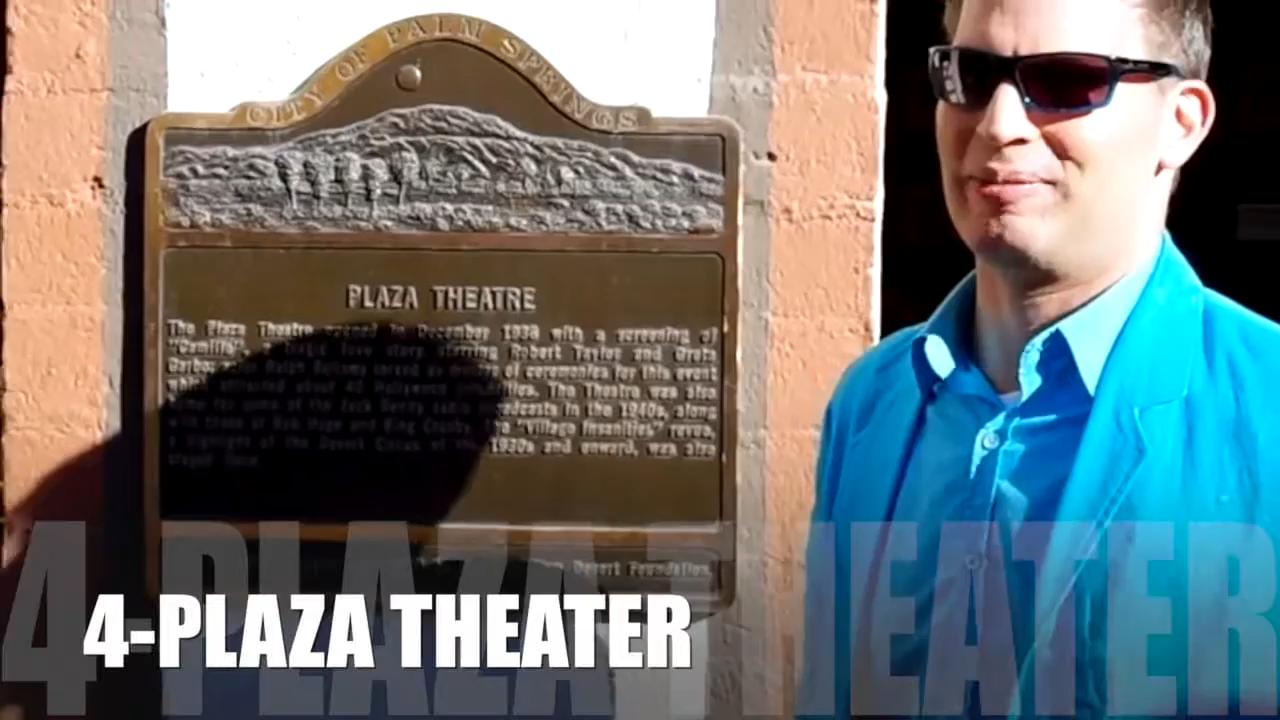 CITY OF PALM SPRINGS
PLAZA THEATRE
The Plaza Theatre opened in December 1936 with a screening of
"Camille", a tragic love story starring Robert Taylor and Greta
Garbo. Ralph Bellamy served as of ceremonies for this event
which attracted about 40 Hollywood The Theatre was also
home for some of the Jack Benny radio broadcasts in the 1940s, along
with those of Bob Hope and Bing Crosby. The "Village Insanities" revue,
a highlight of the Desert Circus of the 1930s and onward, was also
staged here.
Desert Foundation.
4-PLAZA THEATER
4-PLAZA THEATER